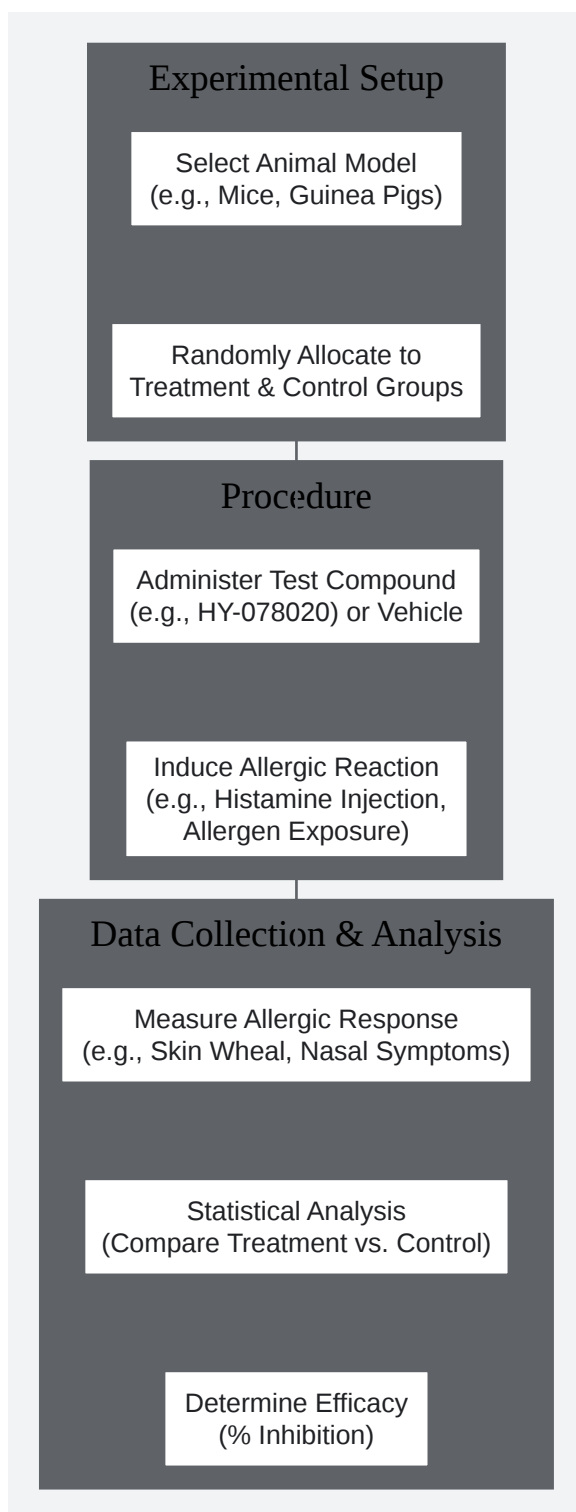 Experimental Setup
Select Animal Model
(e.g., Mice, Guinea Pigs)
Randomly Allocate to
Treatment & Control Groups
Procedure
Administer Test Compound
(e.g., HY-078020) or Vehicle
Induce Allergic Reaction
(e.g., Histamine Injection,
Allergen Exposure)
Data Collection & Analysis
Measure Allergic Response
(e.g., Skin Wheal, Nasal Symptoms)
Statistical Analysis
(Compare Treatment vs. Control)
Determine Efficacy
(% Inhibition)